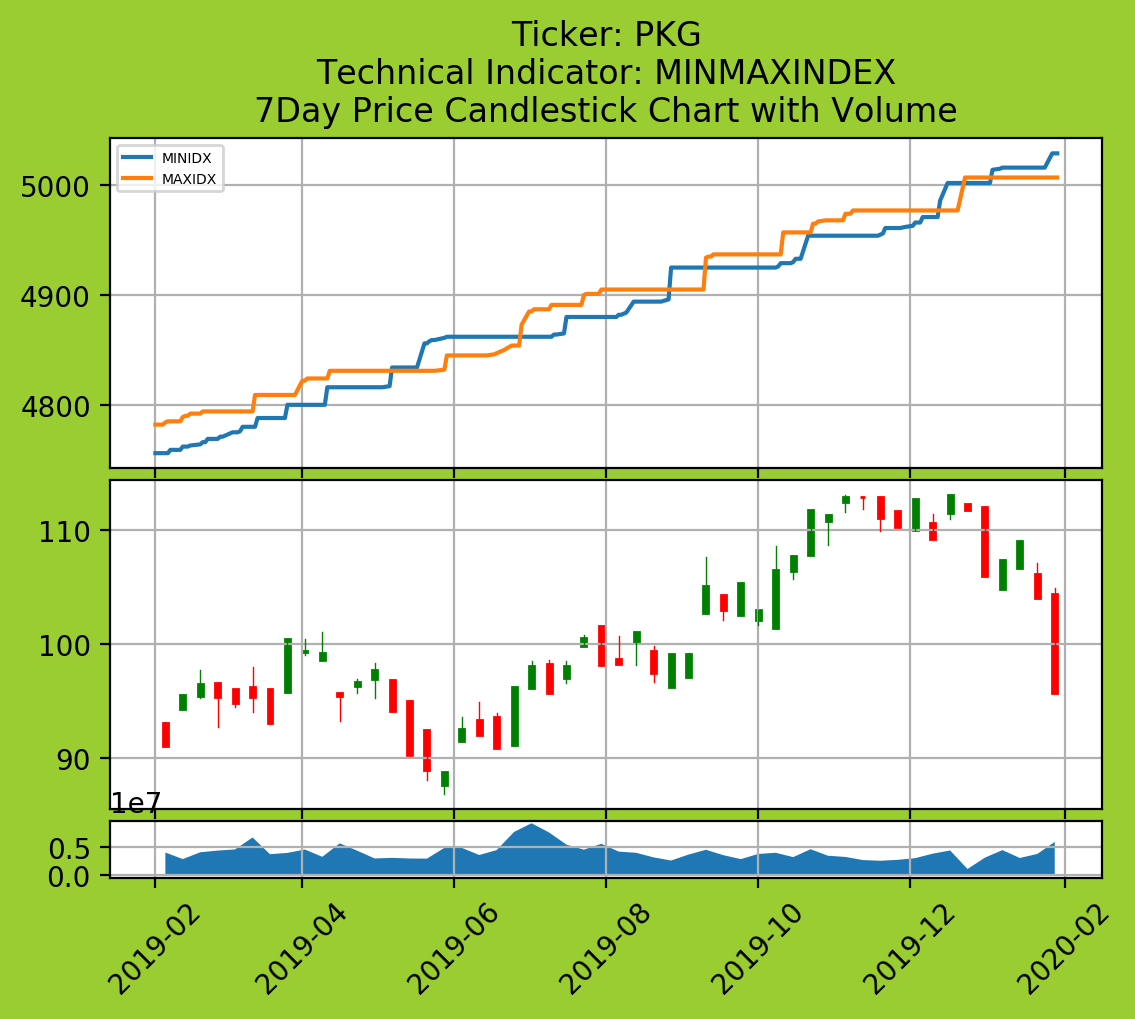 Ticker: PKG
Technical Indicator: MINMAXINDEX
7Day Price Candlestick Chart with Volume
MINIDX
MAXIDX
5000
4900
4800
110
100
90
1e7
0.5
0.0
2019-02
2019-04
2019-06
2019-08
2019-10
2019-12
2020-02